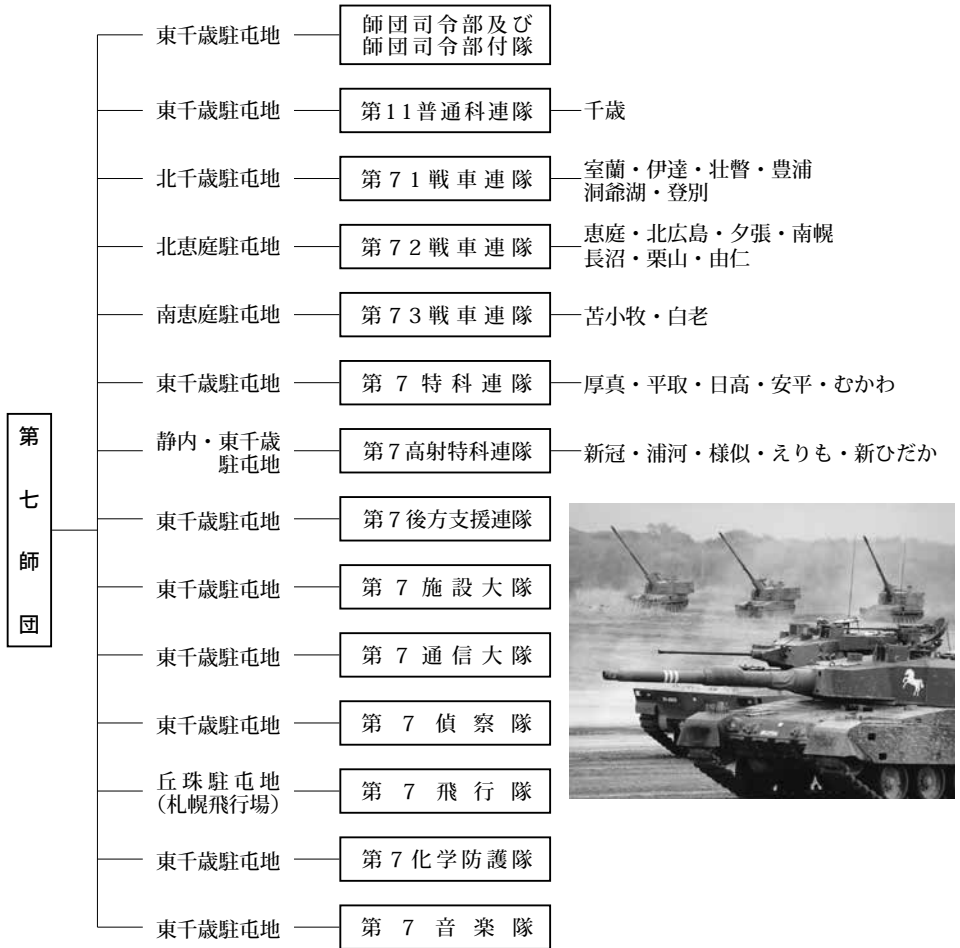 東千歳駐屯地 師団司令部及び
師団司令部付隊
東千歳駐屯地 第11普通科連隊 千歳
北千歳駐屯地 第71戦車連隊 室蘭・伊達・壮瞥・豊浦
洞爺湖・登別
北恵庭駐屯地 第72戦車連隊 恵庭・北広島・夕張・南幌
長沼・栗山・由仁
南恵庭駐屯地 第73戦車連隊 苫小牧・白老
東千歳駐屯地 第7特科連隊 厚真・平取・日高・安平・むかわ
第七師団
静内・東千歳
駐屯地 第7高射特科連隊 新冠・浦河・様似・えりも・新ひだか
東千歳駐屯地 第7後方支援連隊
東千歳駐屯地 第7施設大隊
東千歳駐屯地 第7通信大隊
東千歳駐屯地 第7偵察隊
丘珠駐屯地
(札幌飛行場) 第7飛行隊
東千歳駐屯地 第7化学防護隊
東千歳駐屯地 第7音楽隊